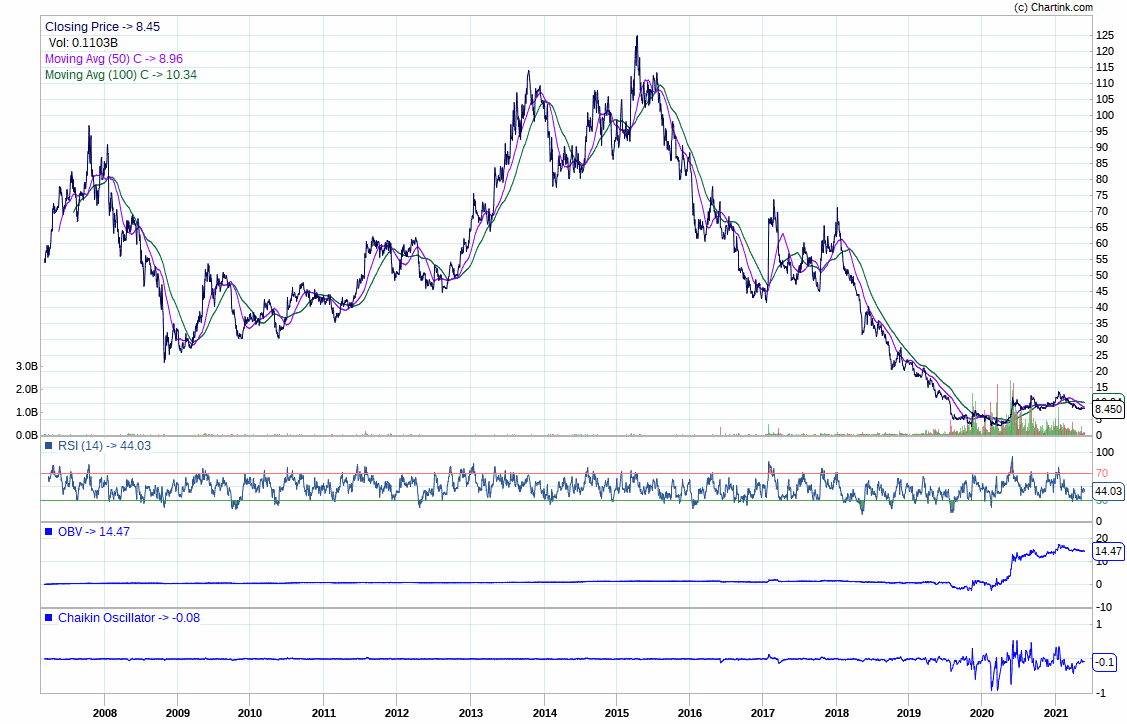 (c) Chartink.com
Closing Price -> 8.45
Vol: 0.1103B
Moving Avg (50) C -> 8.96
Moving Avg (100) C -> 10.34
125
120
115
110
105
100
95
90
85
80
75
70
65
60
55
50
45
40
35
30
25
20
15
8.450
5
0
3.0B
2.0B
1.0B
0.0B
RSI (14) -> 44.03
100
70
44.03
0
OBV -> 14.47
20
14.47
10
0
-10
Chaikin Oscillator -> -0.08
1
-0.1
-1
2008 2009 2010 2011 2012 2013 2014 2015 2016 2017 2018 2019 2020 2021